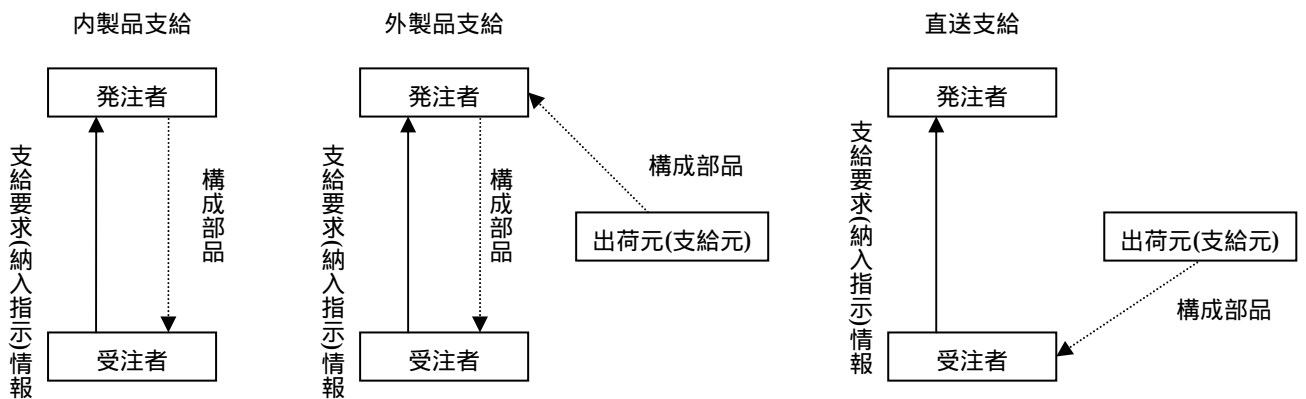 内製品支給
発注者
支給要求(納入指示)情報
構成部品
受注者
外製品支給
発注者
支給要求(納入指示)情報
構成部品
構成部品
出荷元(支給元)
受注者
直送支給
発注者
支給要求(納入指示)情報
出荷元(支給元)
構成部品
受注者